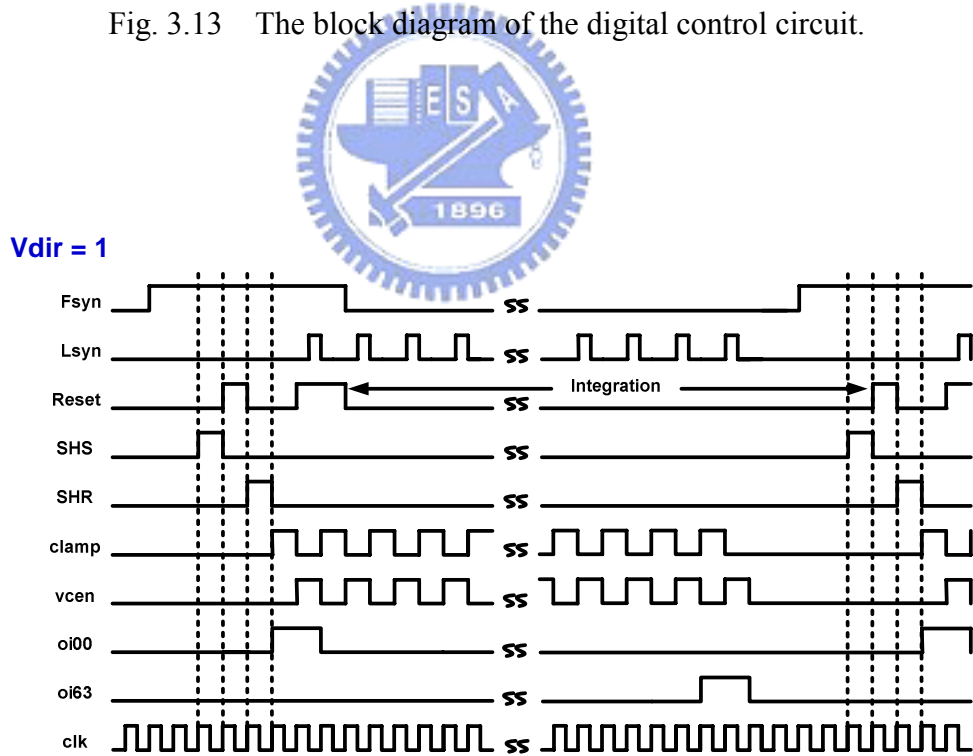 Fig. 3.13 The block diagram of the digital control circuit.
E S A
1896
Vdir = 1
Fsyn
Lsyn
Reset
Integration
SHS
SHR
clamp
vcen
oi00
oi63
clk